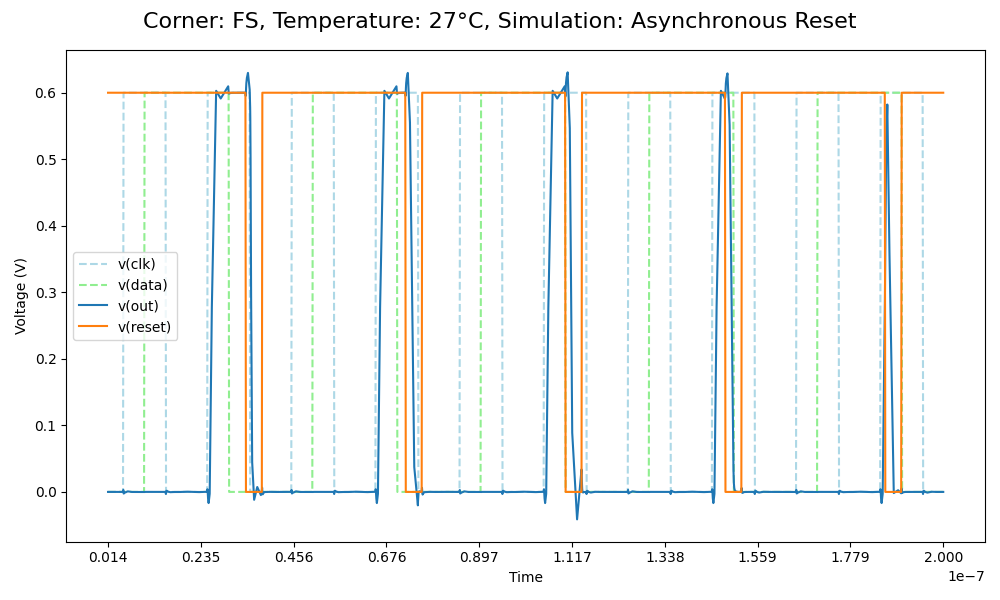 Corner: FS, Temperature: 27°C, Simulation: Asynchronous Reset
Voltage (V)
0.6
0.5
0.4
0.3
0.2
0.1
0.0
v(clk)
v(data)
v(out)
v(reset)
0.014 0.235 0.456 0.676 0.897 1.117 1.338 1.559 1.779 2.000
Time
1e−7